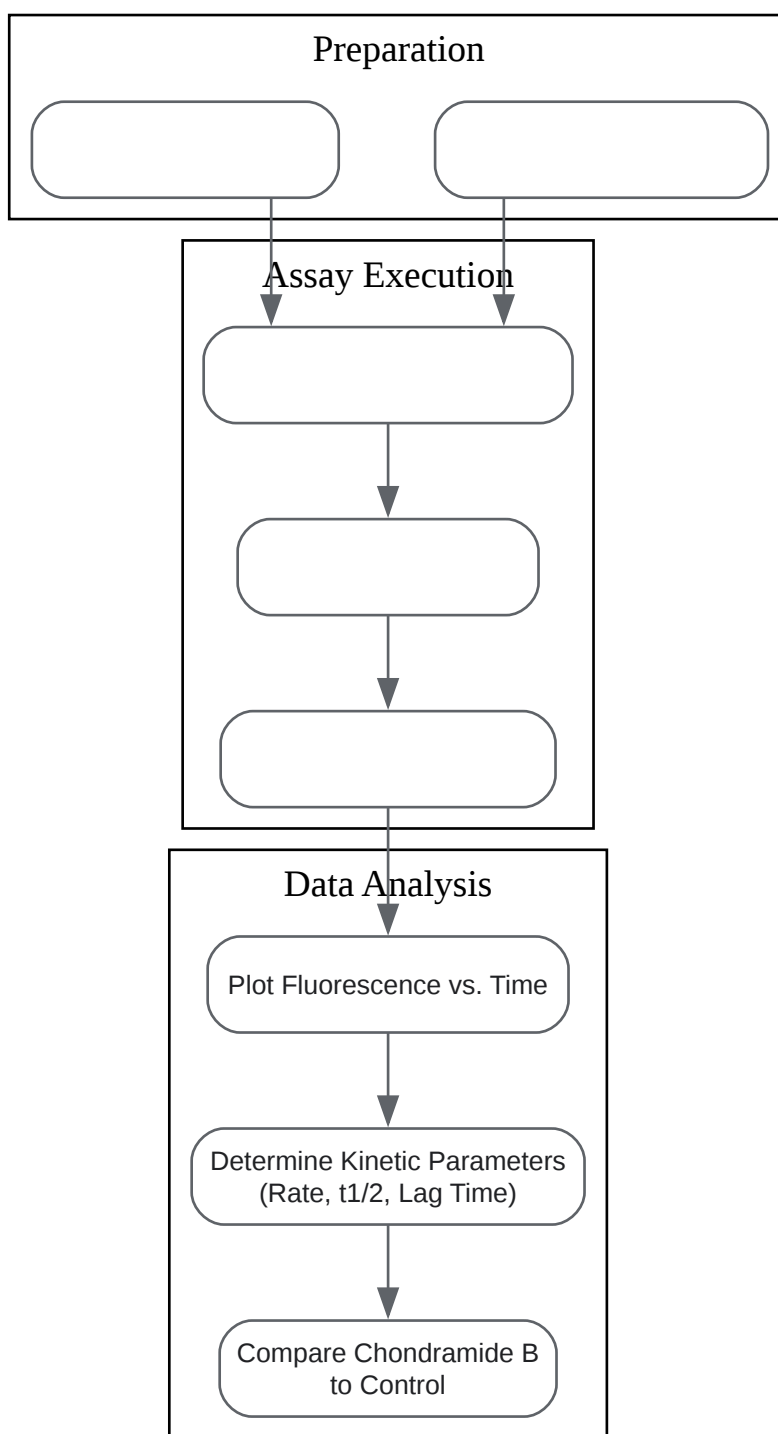 Preparation
Assay Execution
Data Analysis
Plot Fluorescence vs. Time
Determine Kinetic Parameters
(Rate, t1/2, Lag Time)
Compare Chondramide B
to Control